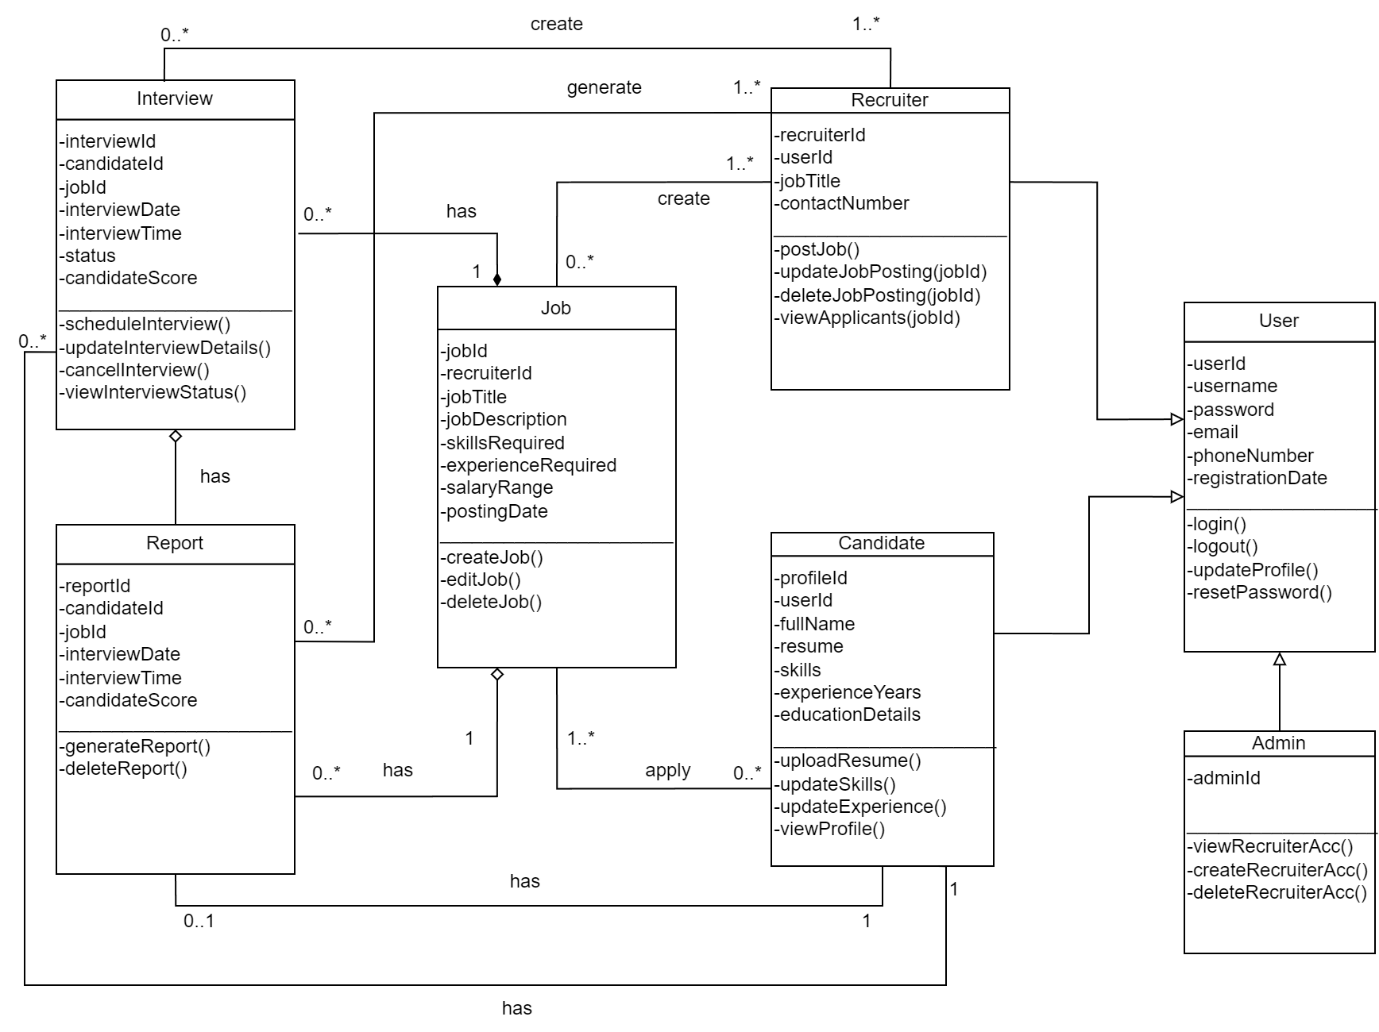 create
0..*
1..*
generate
1..*
Interview
-interviewId
-candidateId
-jobId
-interviewDate
-interviewTime
-status
-candidateScore
-scheduleInterview()
-updateInterviewDetails()
-cancelInterview()
-viewInterviewStatus()
Recruiter
-recruiterId
-userId
-jobTitle
-contactNumber
-postJob()
-updateJobPosting(jobId)
-deleteJobPosting(jobId)
-viewApplicants(jobId)
1..*
create
0..*
0..*
has
1
0..*
Job
-jobId
-recruiterId
-jobTitle
-jobDescription
-skillsRequired
-experienceRequired
-salaryRange
-postingDate
-createJob()
-editJob()
-deleteJob()
User
-userId
-username
-password
-email
-phoneNumber
-registrationDate
-login()
-logout()
-updateProfile()
-resetPassword()
has
Report
-reportId
-candidateId
-jobId
-interviewDate
-interviewTime
-candidateScore
-generateReport()
-deleteReport()
0..*
Candidate
-profileId
-userId
-fullName
-resume
-skills
-experienceYears
-educationDetails
-uploadResume()
-updateSkills()
-updateExperience()
-viewProfile()
1
0..*
has
1..*
apply
0..*
Admin
-adminId
-viewRecruiterAcc()
-createRecruiterAcc()
-deleteRecruiterAcc()
has
0..1
1
1
has